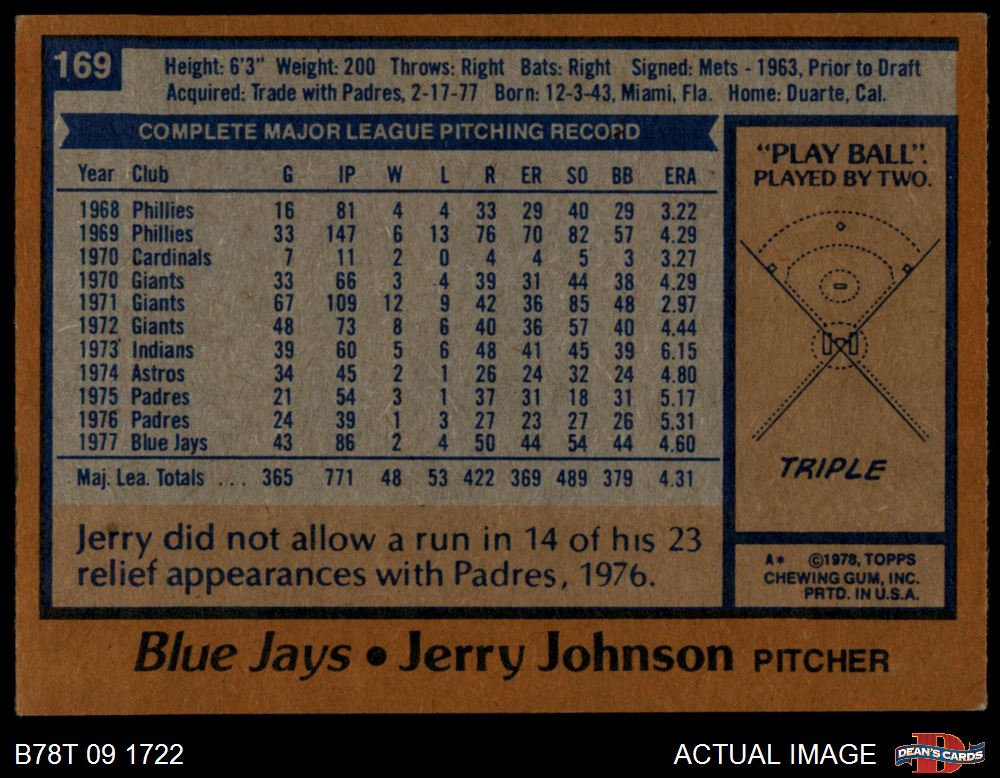 169
Height: 6'3" Weight: 200 Throws: Right Bats: Right Signed: Mets - 1963, Prior to Draft
Acquired: Trade with Padres, 2-17-77 Born: 12-3-43, Miami, Fla. Home: Duarte, Cal.
COMPLETE MAJOR LEAGUE PITCHING RECORD
Year Club G IP W L R ER SO BB ERA
1968 Phillies 16 81 4 4 33 29 40 29 3.22
1969 Phillies 33 147 6 13 76 70 82 57 4.29
1970 Cardinals 7 11 2 0 4 4 5 3 3.27
1970 Giants 33 66 3 4 39 31 44 38 4.29
1971 Giants 67 109 12 9 42 36 85 48 2.97
1972 Giants 48 73 8 6 40 36 57 40 4.44
1973 Indians 39 60 5 6 48 41 45 39 6.15
1974 Astros 34 45 2 1 26 24 32 24 4.80
1975 Padres 21 54 3 1 37 31 18 31 5.17
1976 Padres 24 39 1 3 27 23 27 26 5.31
1977 Blue Jays 43 86 2 4 50 44 54 44 4.60
Maj. Lea. Totals ... 365 771 48 53 422 369 489 379 4.31
Jerry did not allow a run in 14 of his 23
relief appearances with Padres, 1976.
"PLAY BALL".
PLAYED BY TWO.
TRIPLE
A* ©1978, TOPPS
CHEWING GUM, INC.
PRTD. IN U.S.A.
Blue Jays • Jerry Johnson PITCHER
B78T 09 1722
ACTUAL IMAGE
D
DEAN'S CARDS